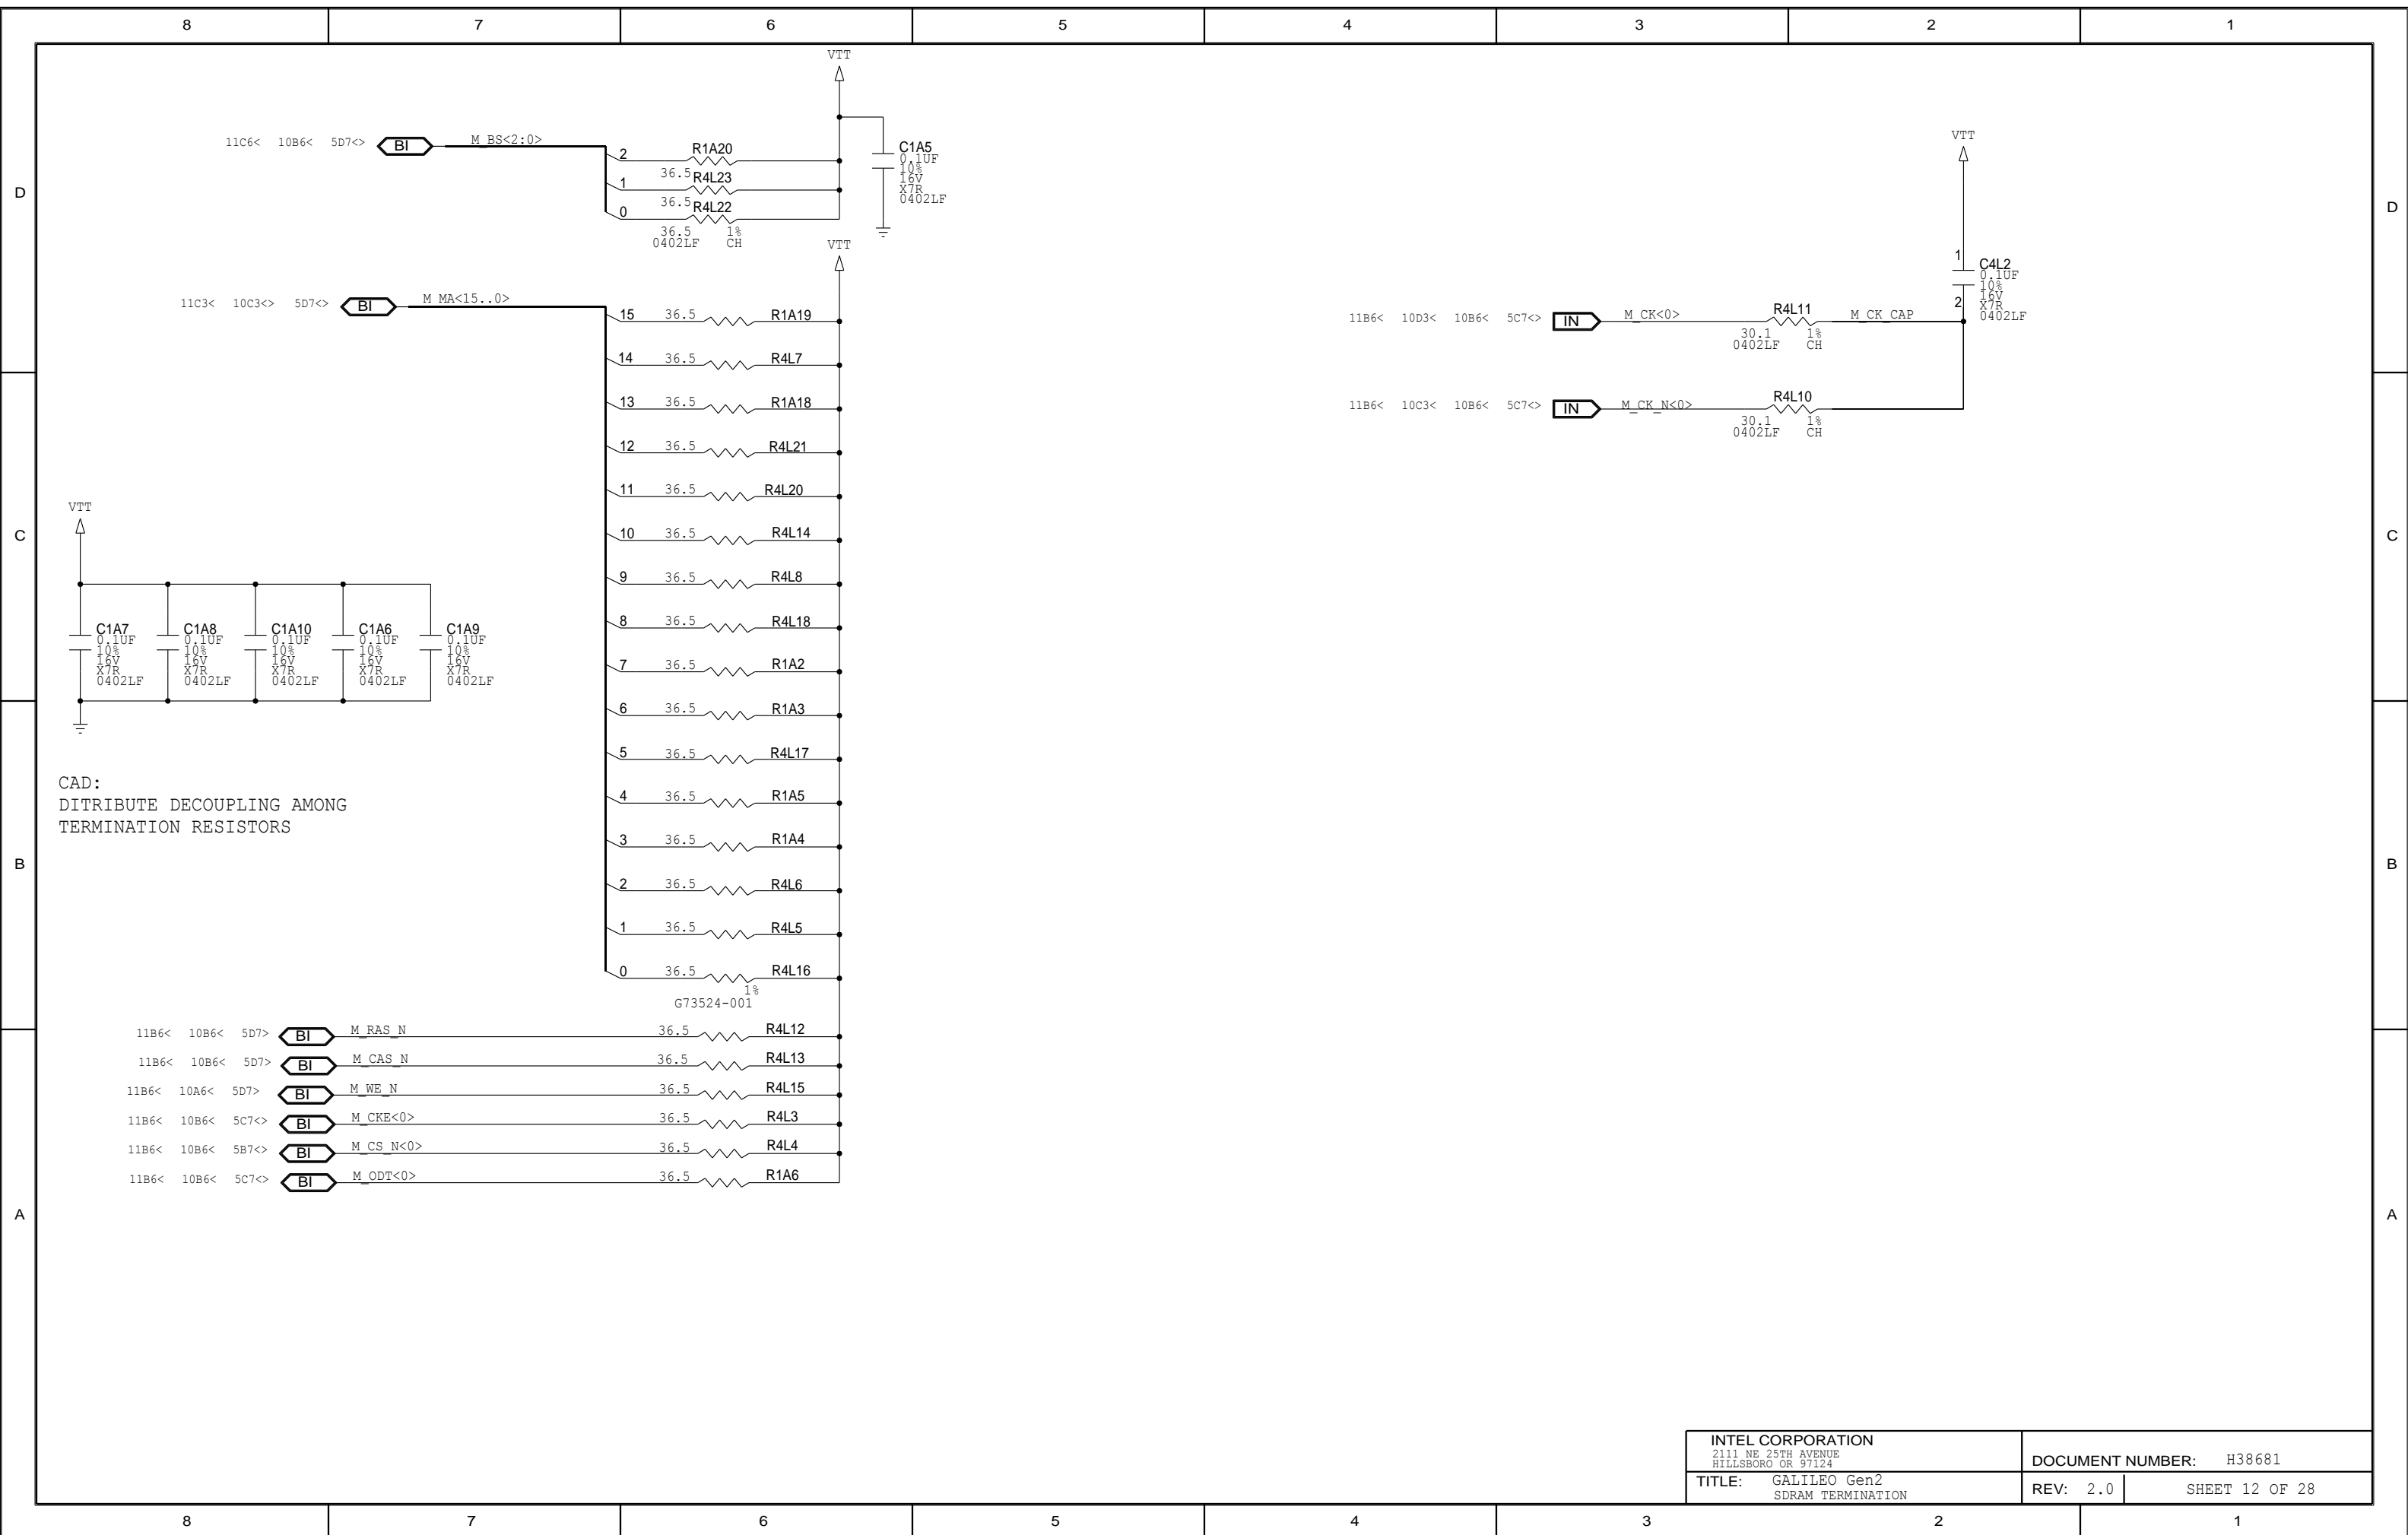 8 7 6 5 4 3 2 1
D
C
B
A
D
C
B
A
VTT
11C6< 10B6< 5D7<> BI M_BS<2:0>
2 R1A20
36.5
1 R4L23
36.5
0 R4L22
36.5 1%
0402LF CH
C1A5
0.1UF
10%
16V
X7R
0402LF
VTT
11C3< 10C3<> 5D7<> BI M_MA<15..0>
15 36.5 R1A19
14 36.5 R4L7
13 36.5 R1A18
12 36.5 R4L21
11 36.5 R4L20
10 36.5 R4L14
9 36.5 R4L8
8 36.5 R4L18
7 36.5 R1A2
6 36.5 R1A3
5 36.5 R4L17
4 36.5 R1A5
3 36.5 R1A4
2 36.5 R4L6
1 36.5 R4L5
0 36.5 R4L16
1%
G73524-001
11B6< 10B6< 5D7> BI M_RAS_N 36.5 R4L12
11B6< 10B6< 5D7> BI M_CAS_N 36.5 R4L13
11B6< 10A6< 5D7> BI M_WE_N 36.5 R4L15
11B6< 10B6< 5C7<> BI M_CKE<0> 36.5 R4L3
11B6< 10B6< 5B7<> BI M_CS_N<0> 36.5 R4L4
11B6< 10B6< 5C7<> BI M_ODT<0> 36.5 R1A6
VTT
C1A7
0.1UF
10%
16V
X7R
0402LF
C1A8
0.1UF
10%
16V
X7R
0402LF
C1A10
0.1UF
10%
16V
X7R
0402LF
C1A6
0.1UF
10%
16V
X7R
0402LF
C1A9
0.1UF
10%
16V
X7R
0402LF
CAD:
DITRIBUTE DECOUPLING AMONG
TERMINATION RESISTORS
VTT
1
C4L2
0.1UF
10%
16V
X7R
0402LF
2
11B6< 10D3< 10B6< 5C7<> IN M_CK<0> R4L11 M_CK_CAP
30.1 1%
0402LF CH
11B6< 10C3< 10B6< 5C7<> IN M_CK_N<0> R4L10
30.1 1%
0402LF CH
INTEL CORPORATION
2111 NE 25TH AVENUE
HILLSBORO OR 97124
DOCUMENT NUMBER: H38681
TITLE: GALILEO Gen2
SDRAM TERMINATION
REV: 2.0 SHEET 12 OF 28
8 7 6 5 4 3 2 1